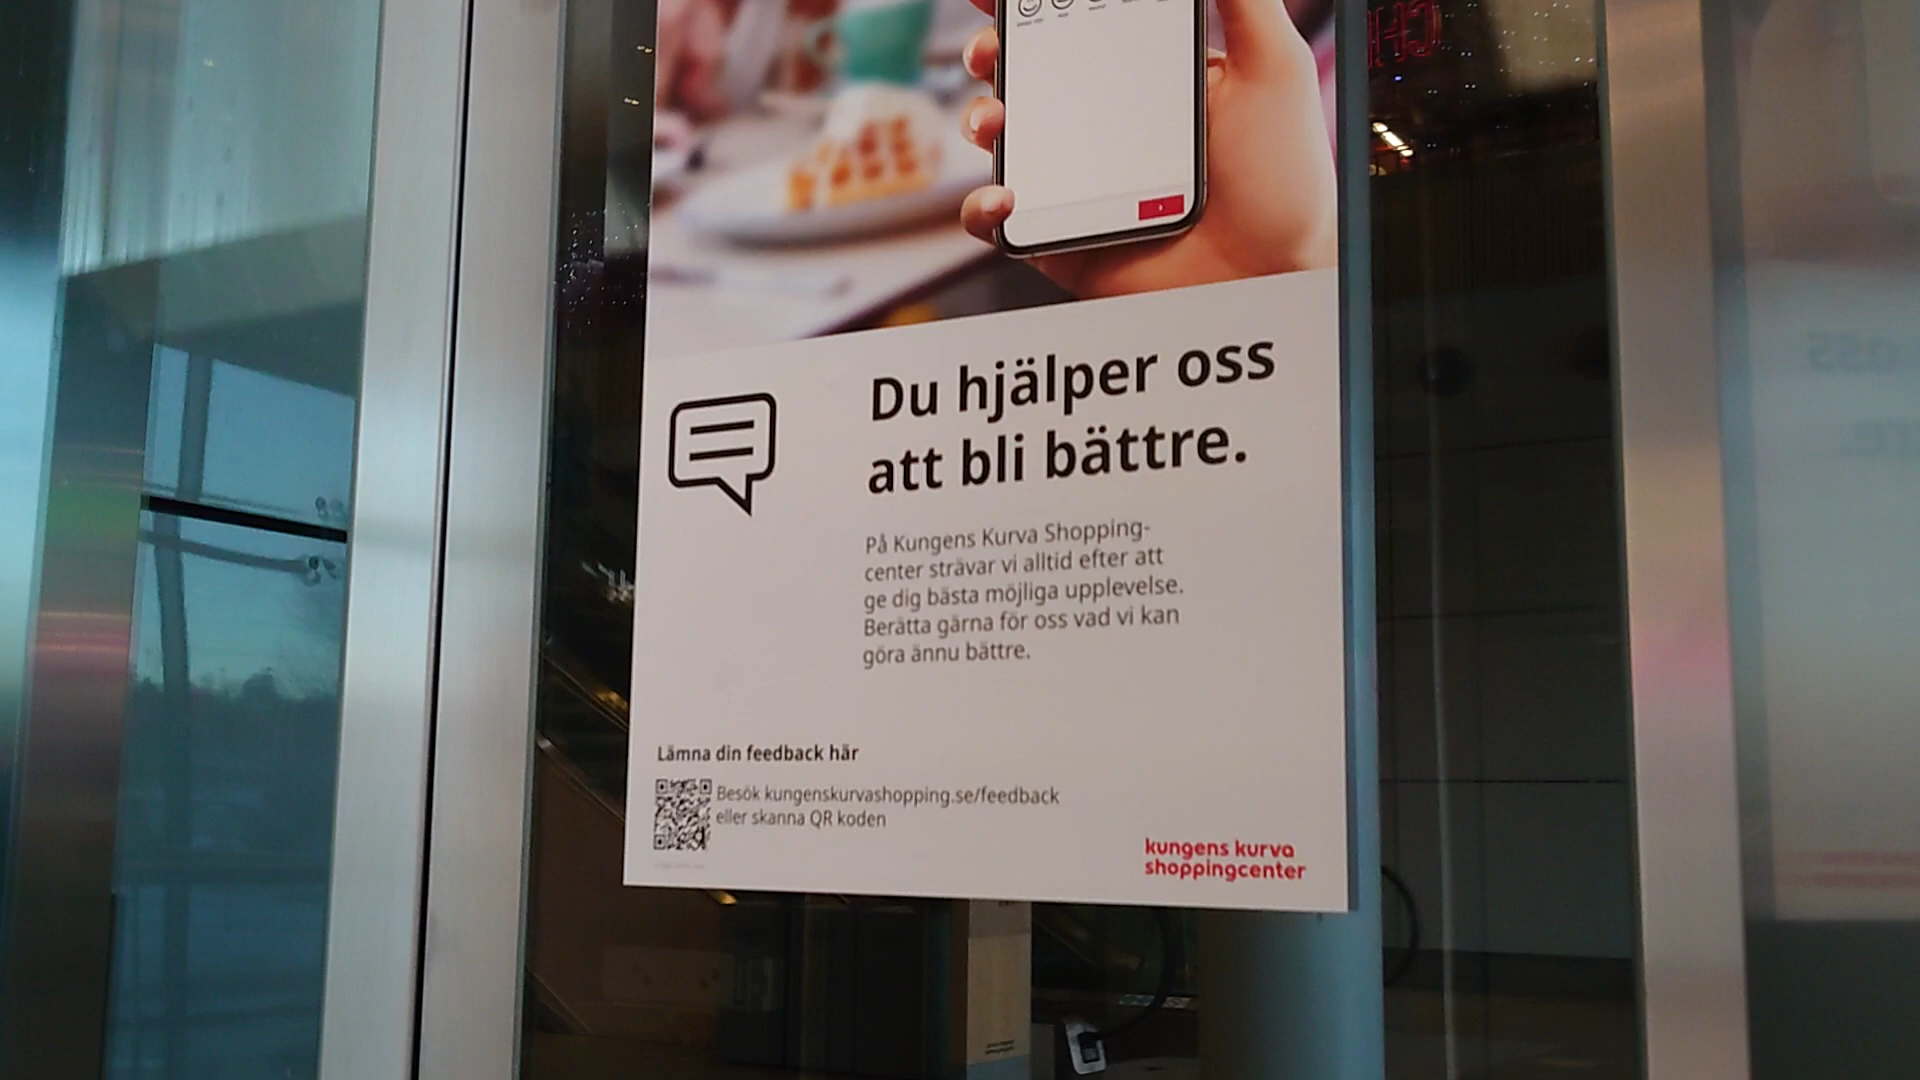 Du hjälper oss
att bli bättre.
På Kungens Kurva Shopping-
center strävar vi alltid efter att
ge dig bästa möjliga upplevelse.
Berätta gärna för oss vad vi kan
göra ännu bättre.
Lämna din feedback här
Besök kungenskurvashopping.se/feedback
eller skanna QR koden
kungens kurva
shoppingcenter